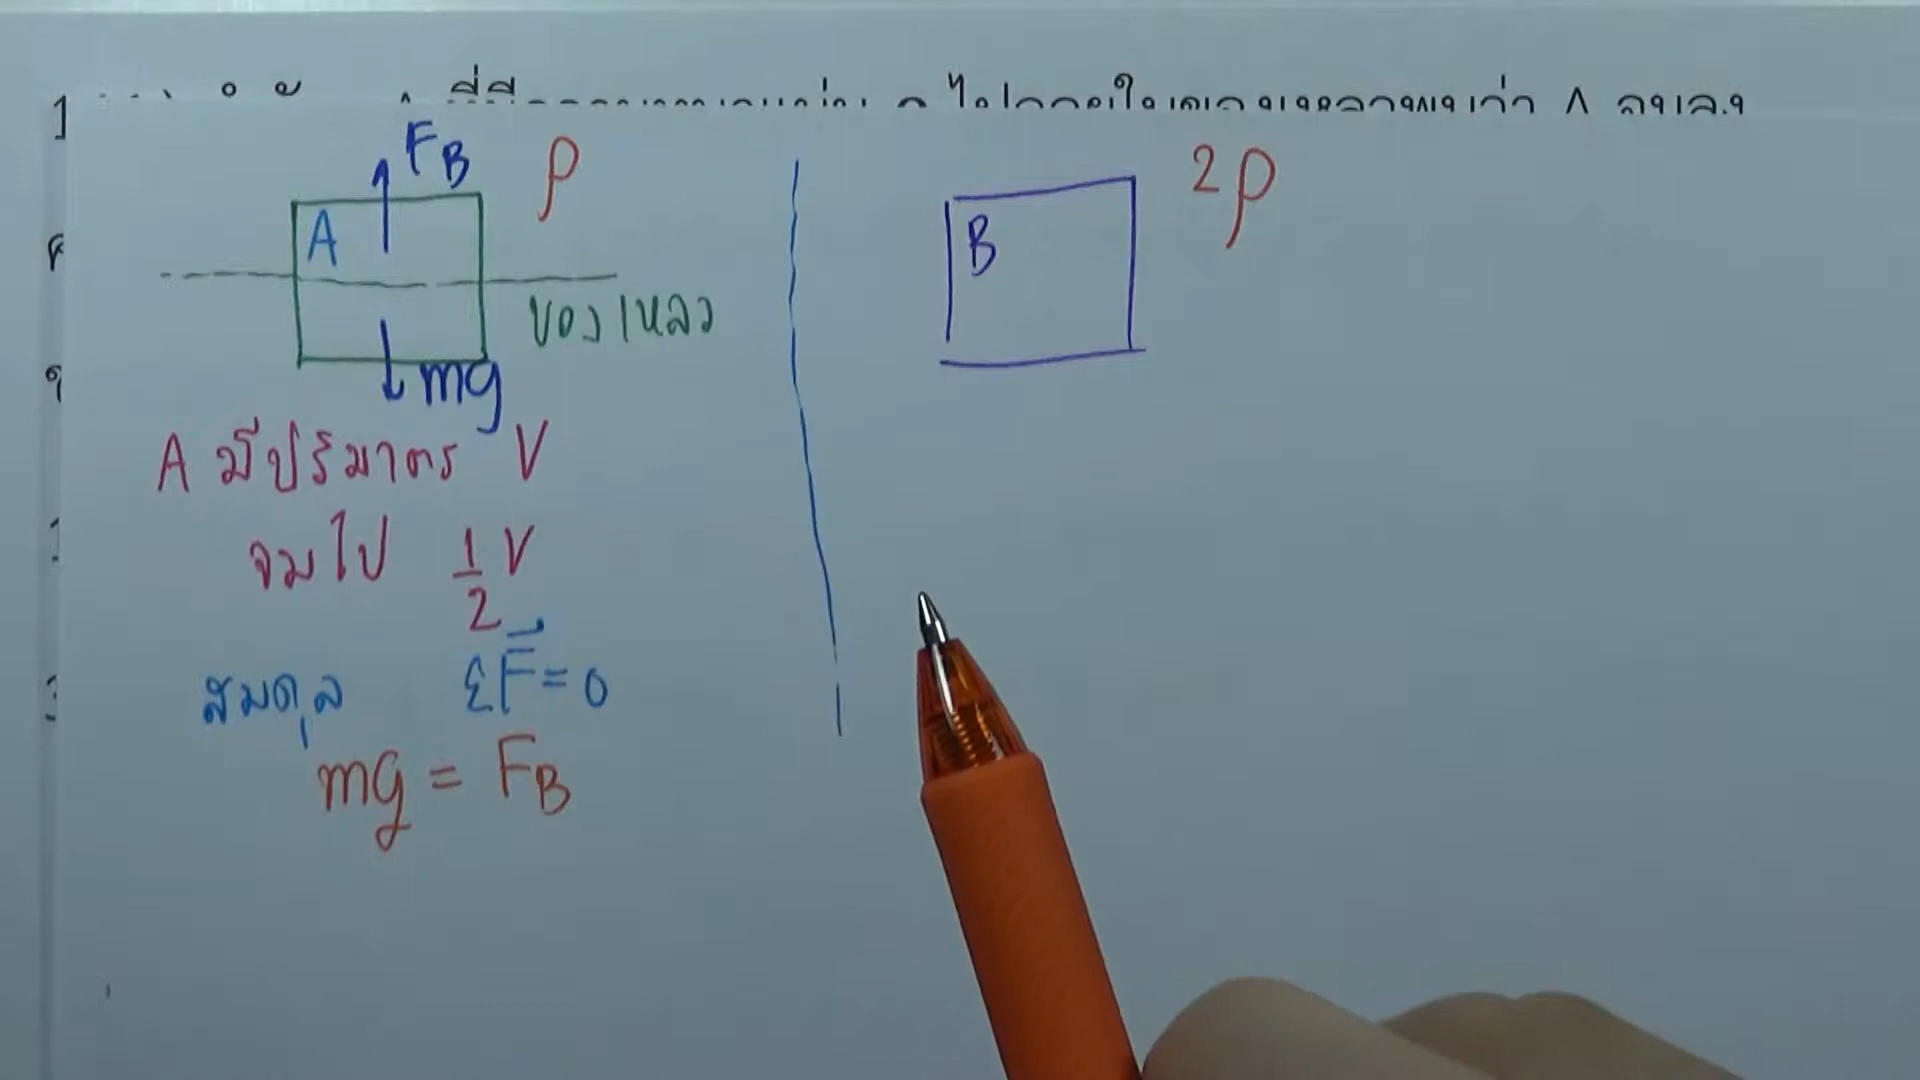 1
F_B
ρ
A
ของเหลว
mg
A มีปริมาตร V
จมไป 1/2 V
สมดุล ΣF⃗ = 0
mg = F_B
2ρ
B